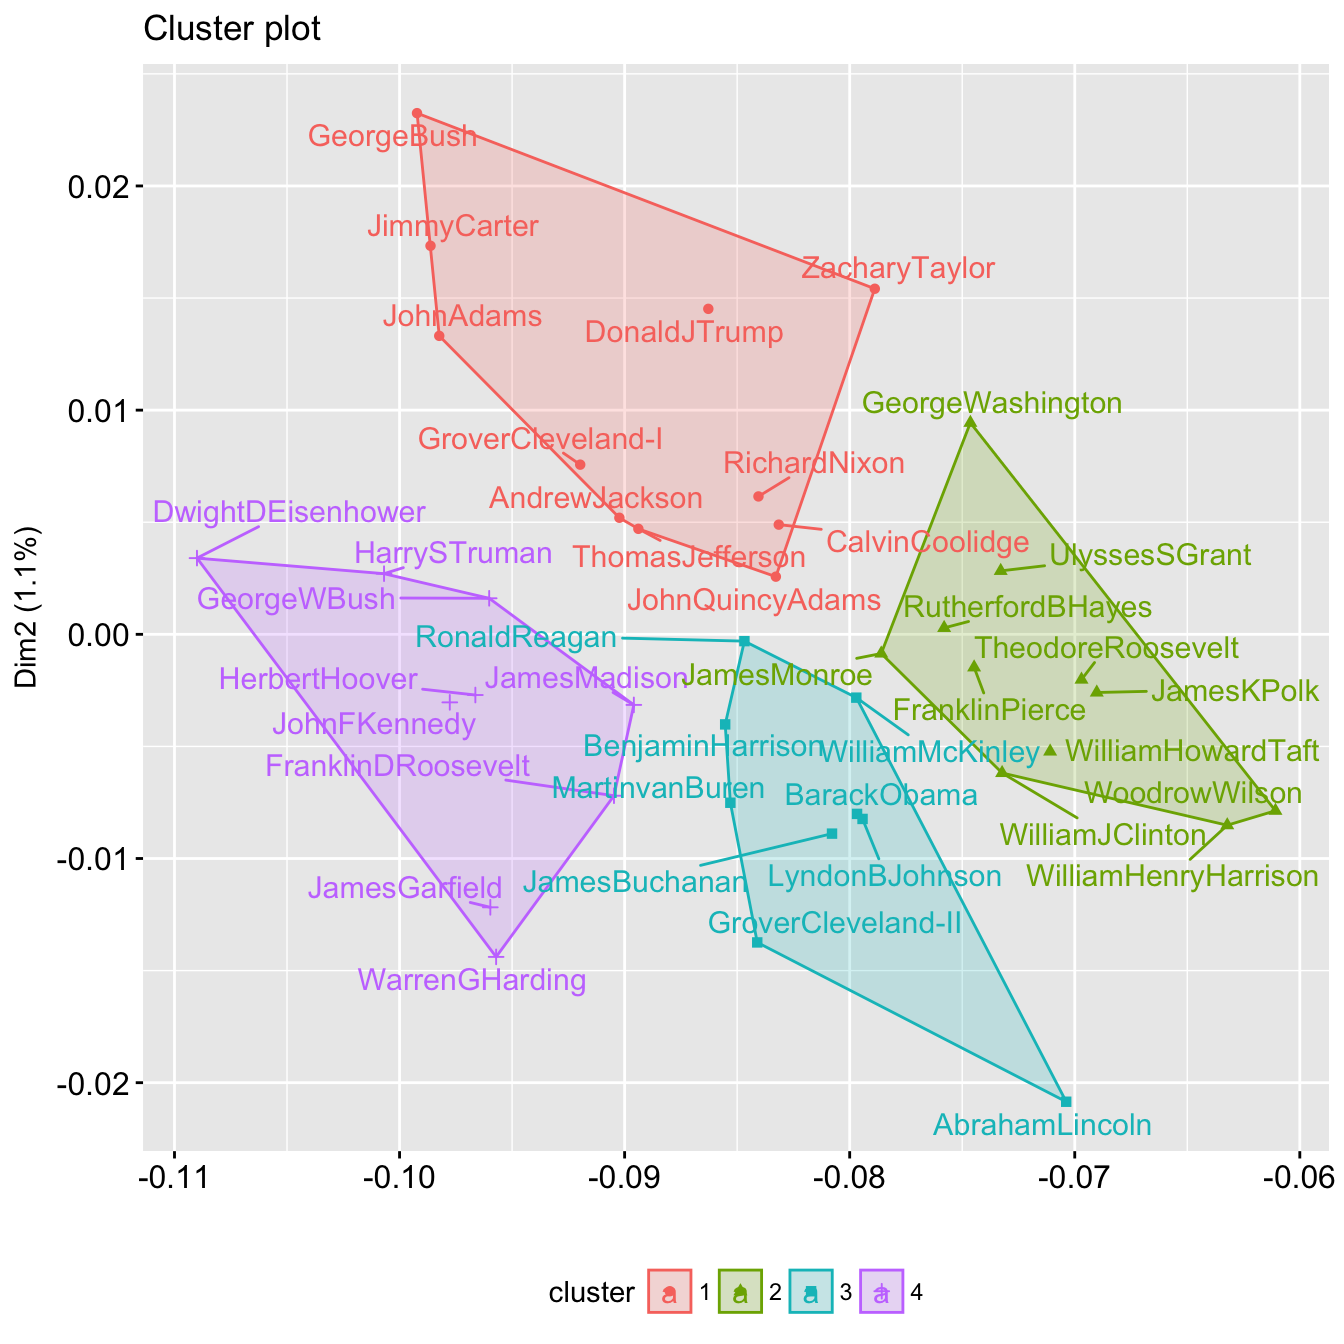 Cluster plot
GeorgeBush
0.02
JimmyCarter
ZacharyTaylor
JohnAdams
DonaldJTrump
GeorgeWashington
0.01
GroverCleveland-I
RichardNixon
AndrewJackson
DwightDEisenhower
CalvinCoolidge
HarrySTruman
ThomasJefferson
UlyssesSGrant
GeorgeWBush
JohnQuincyAdams
RutherfordBHayes
0.00
RonaldReagan
TheodoreRoosevelt
Dim2 (1.1%)
HerbertHoover
JamesMadison
JamesMonroe
JamesKPolk
FranklinPierce
JohnFKennedy
BenjaminHarrison
WilliamMcKinley
WilliamHowardTaft
FranklinDRoosevelt
MartinvanBuren
BarackObama
WoodrowWilson
WilliamJClinton
-0.01
JamesGarfield
JamesBuchanan
LyndonBJohnson
WilliamHenryHarrison
GroverCleveland-II
WarrenGHarding
-0.02
AbrahamLincoln
-0.11 -0.10 -0.09 -0.08 -0.07 -0.06
cluster a 1 a 2 a 3 a 4